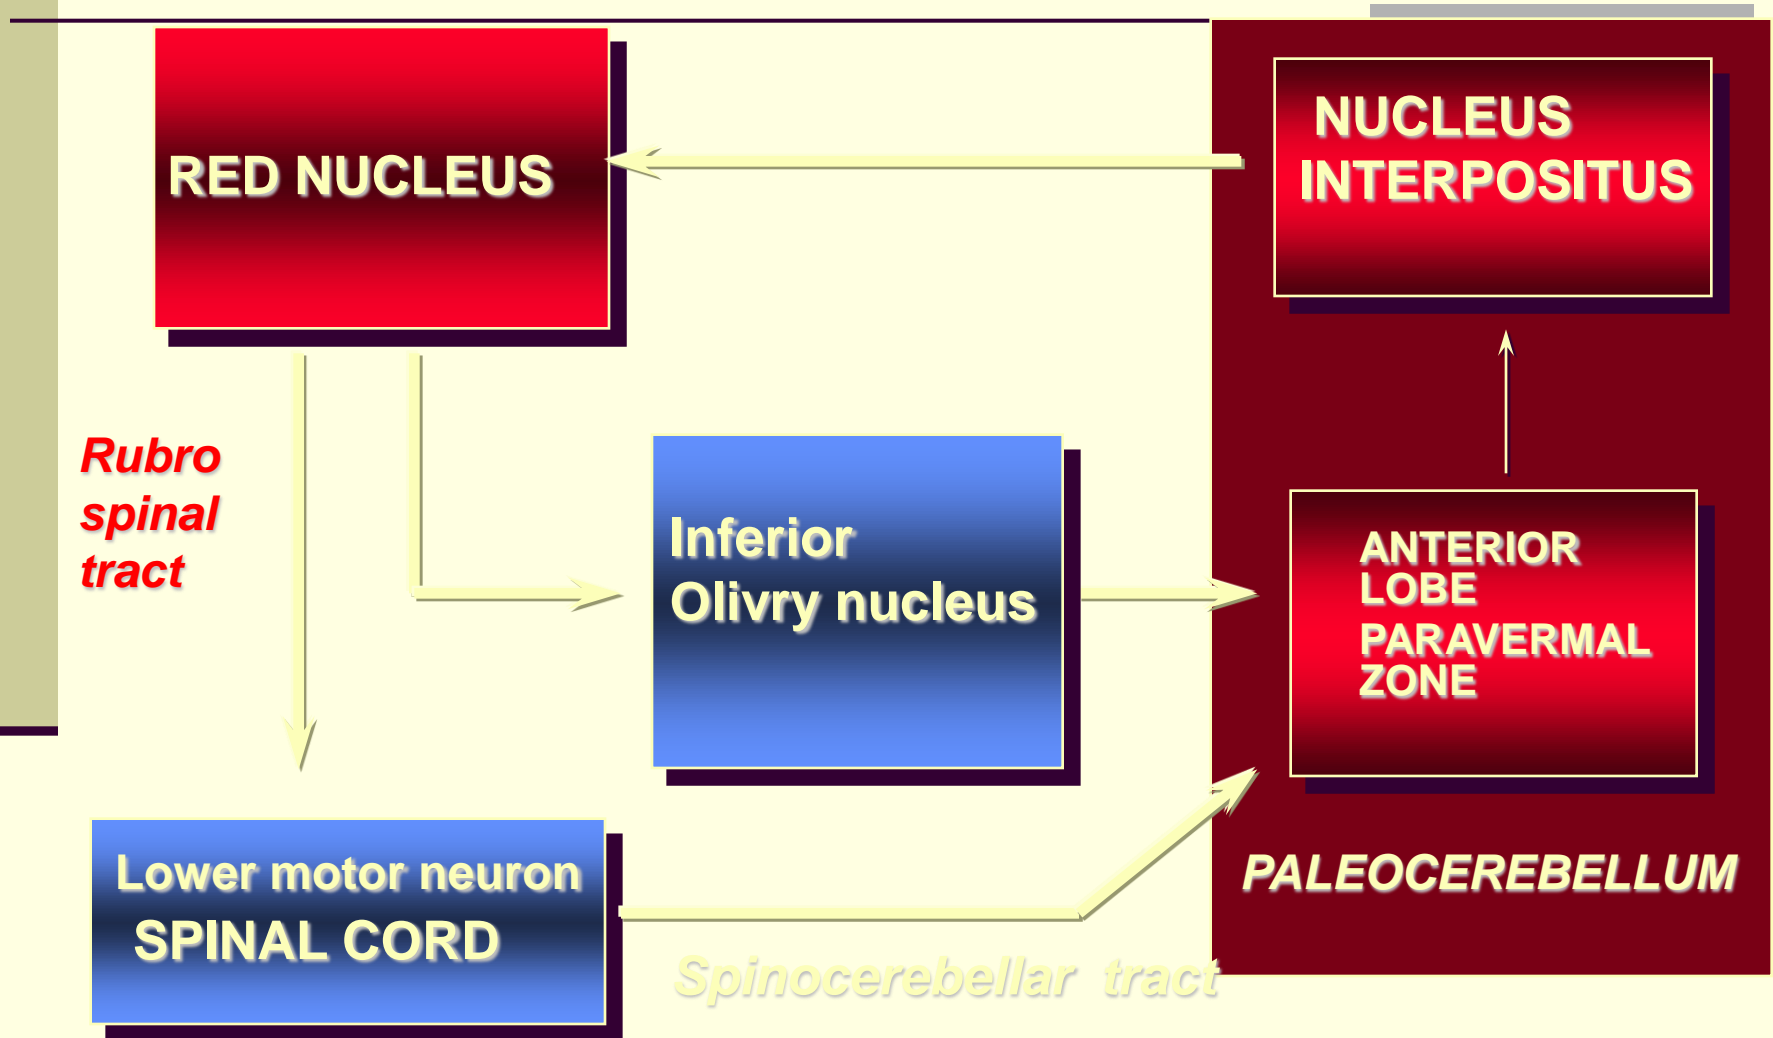 RED NUCLEUS
NUCLEUS
INTERPOSITUS
Rubro
spinal
tract
Inferior
Olivry nucleus
ANTERIOR
LOBE
PARAVERMAL
ZONE
Lower motor neuron
SPINAL CORD
PALEOCEREBELLUM
Spinocerebellar tract